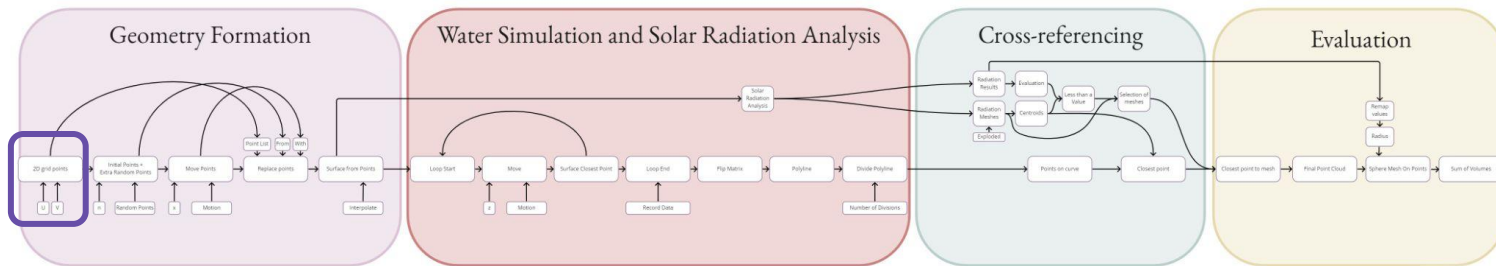 Geometry Formation
Water Simulation and Solar Radiation Analysis
Cross-referencing
Evaluation
Point List
From
With
2D grid points
Initial Points +
Extra Random Points
Move Points
Replace points
Surface from Points
U
V
Random Points
x
Motion
Interpolate
Solar
Radiation
Analysis
Loop Start
Move
Surface Closest Point
Loop End
Flip Matrix
Polyline
Divide Polyline
z
Motion
Record Data
Number of Divisions
Radiation
Results
Evaluation
Less than a
Value
Selection of
meshes
Radiation
Meshes
Centroids
Exploded
Points on curve
Closest point
Remap
values
Radius
Closest point to mesh
Final Point Cloud
Sphere Mesh On Points
Sum of Volumes